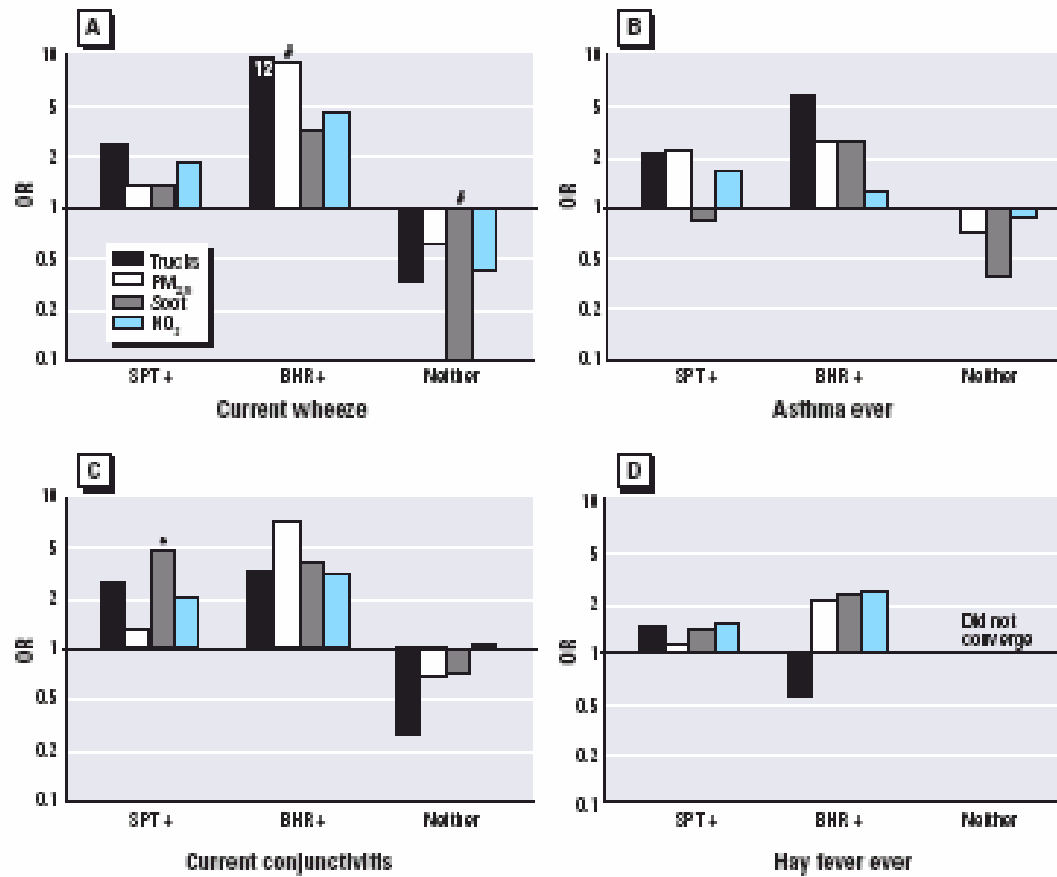 A
10
5
2
1
0.5
0.2
0.1
OR
12
#
#
Trucks
PM2.5
Soot
NO2
SPT +
BHR +
Neither
Current wheeze
B
10
5
2
1
0.5
0.2
0.1
OR
SPT +
BHR +
Neither
Asthma ever
C
10
5
2
1
0.5
0.2
0.1
OR
*
SPT +
BHR +
Neither
Current conjunctivitis
D
10
5
2
1
0.5
0.2
0.1
OR
Did not
converge
SPT +
BHR +
Neither
Hay fever ever